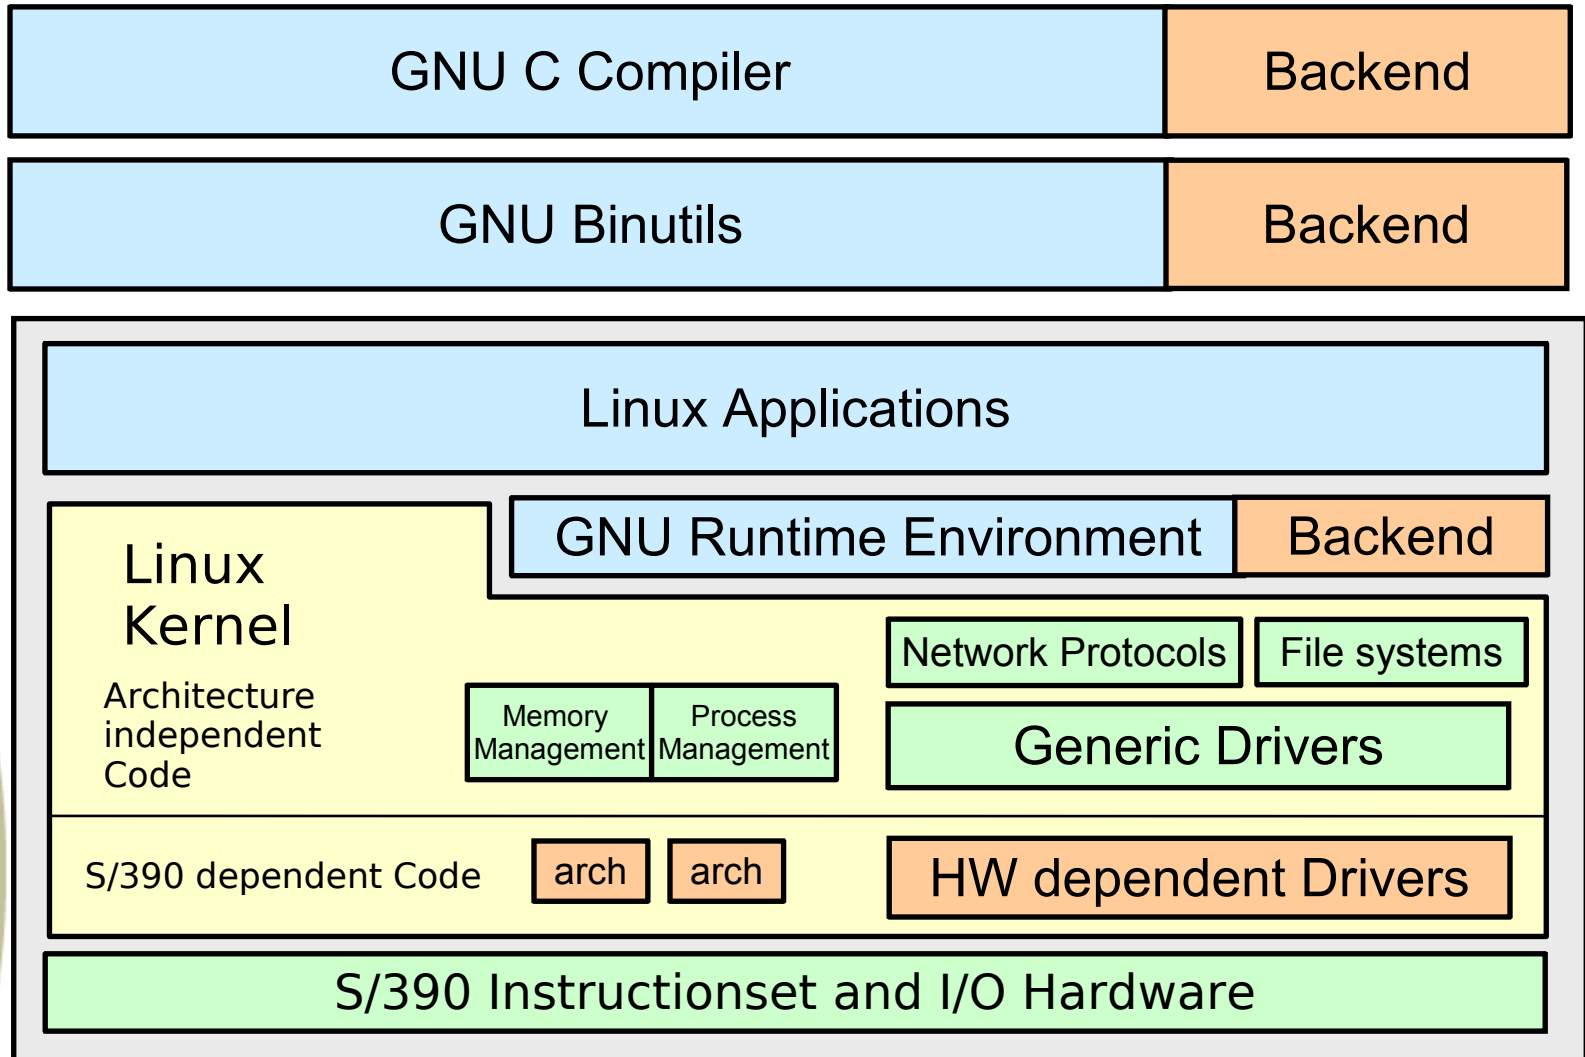 GNU C Compiler
Backend
GNU Binutils
Backend
Linux Applications
GNU Runtime Environment
Backend
Linux
Kernel
Network Protocols
File systems
Architecture
independent
Code
Memory
Management
Process
Management
Generic Drivers
S/390 dependent Code
arch
arch
HW dependent Drivers
S/390 Instructionset and I/O Hardware